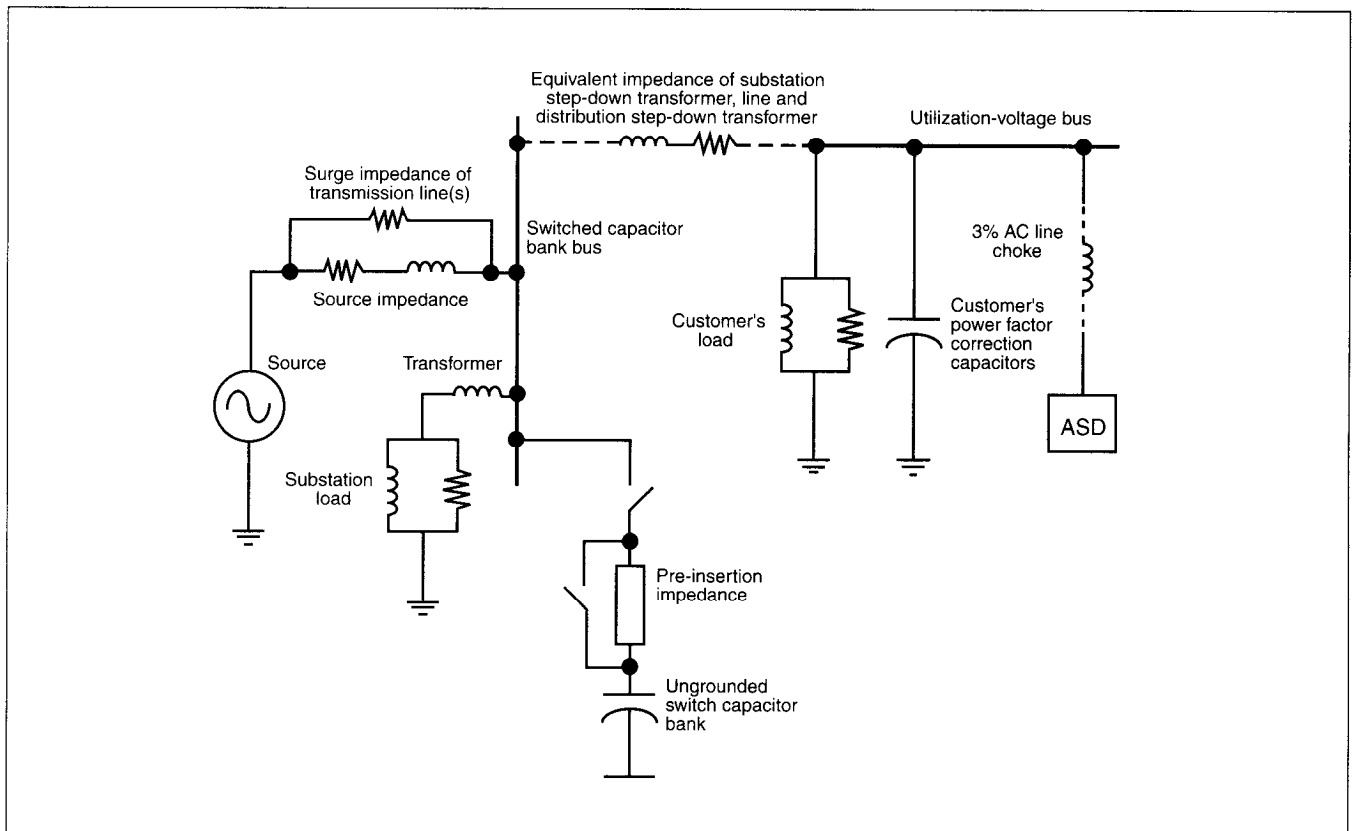 Equivalent impedance of substation
step-down transformer, line and
distribution step-down transformer
Utilization-voltage bus
Surge impedance of
transmission line(s)
Switched capacitor
bank bus
3% AC line
choke
Source impedance
Customer's
load
Customer's
power factor
correction
capacitors
Source
Transformer
ASD
Substation
load
Pre-insertion
impedance
Ungrounded
switch capacitor
bank